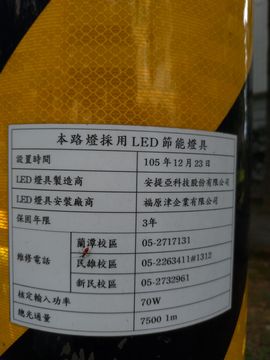 本路燈採用LED節能燈具
設置時間 105年12月23日
LED燈具製造商 安提亞科技股份有限公司
LED燈具安裝廠商 福原津企業有限公司
保固年限 3年
維修電話 蘭潭校區 05-2717131
民雄校區 05-2263411#1312
新民校區 05-2732961
核定輸入功率 70W
總光通量 7500 lm